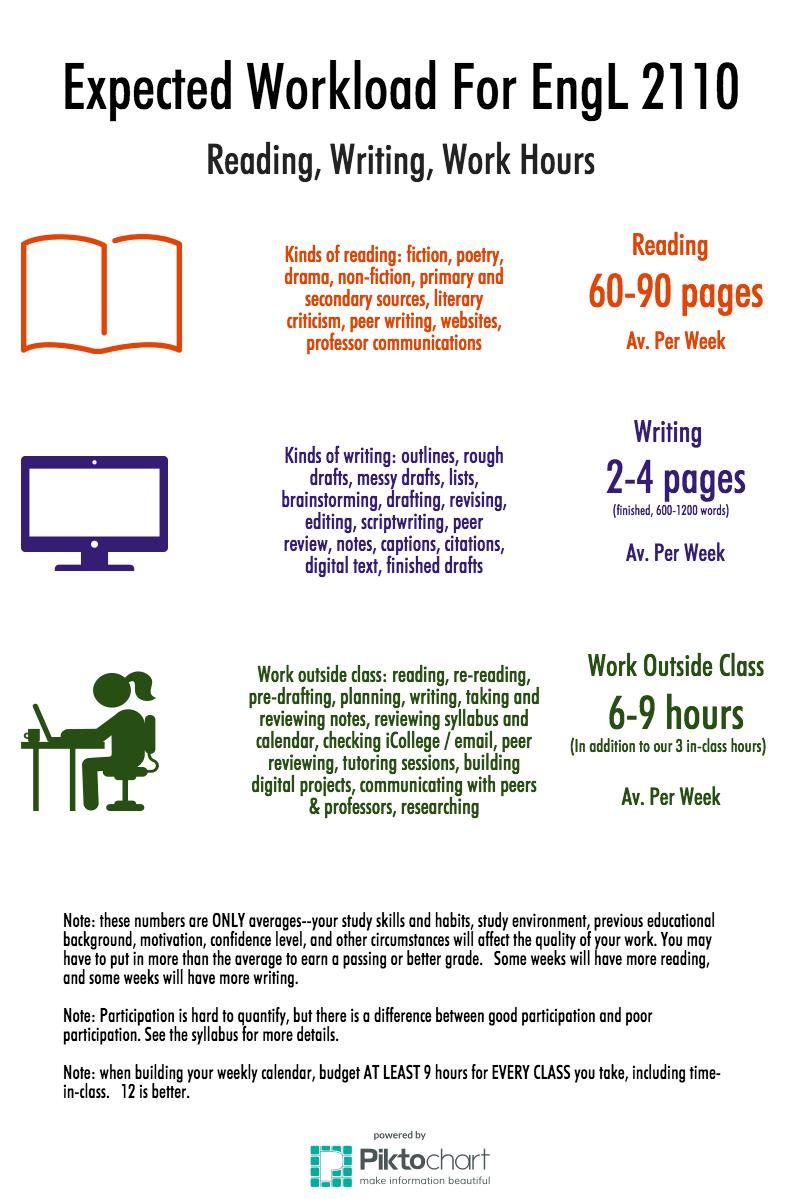 Expected Workload For EngL 2110
Reading, Writing, Work Hours
Kinds of reading: fiction, poetry,
drama, non-fiction, primary and
secondary sources, literary
criticism, peer writing, websites,
professor communications
Reading
60-90 pages
Av. Per Week
Kinds of writing: outlines, rough
drafts, messy drafts, lists,
brainstorming, drafting, revising,
editing, scriptwriting, peer
review, notes, captions, citations,
digital text, finished drafts
Writing
2-4 pages
(finished, 600-1200 words)
Av. Per Week
Work outside class: reading, re-reading,
pre-drafting, planning, writing, taking and
reviewing notes, reviewing syllabus and
calendar, checking iCollege / email, peer
reviewing, tutoring sessions, building
digital projects, communicating with peers
& professors, researching
Work Outside Class
6-9 hours
(In addition to our 3 in-class hours)
Av. Per Week
Note: these numbers are ONLY averages--your study skills and habits, study environment, previous educational
background, motivation, confidence level, and other circumstances will affect the quality of your work. You may
have to put in more than the average to earn a passing or better grade.   Some weeks will have more reading,
and some weeks will have more writing.
Note: Participation is hard to quantify, but there is a difference between good participation and poor
participation. See the syllabus for more details.
Note: when building your weekly calendar, budget AT LEAST 9 hours for EVERY CLASS you take, including time-
in-class.   12 is better.
powered by
Piktochart
make information beautiful